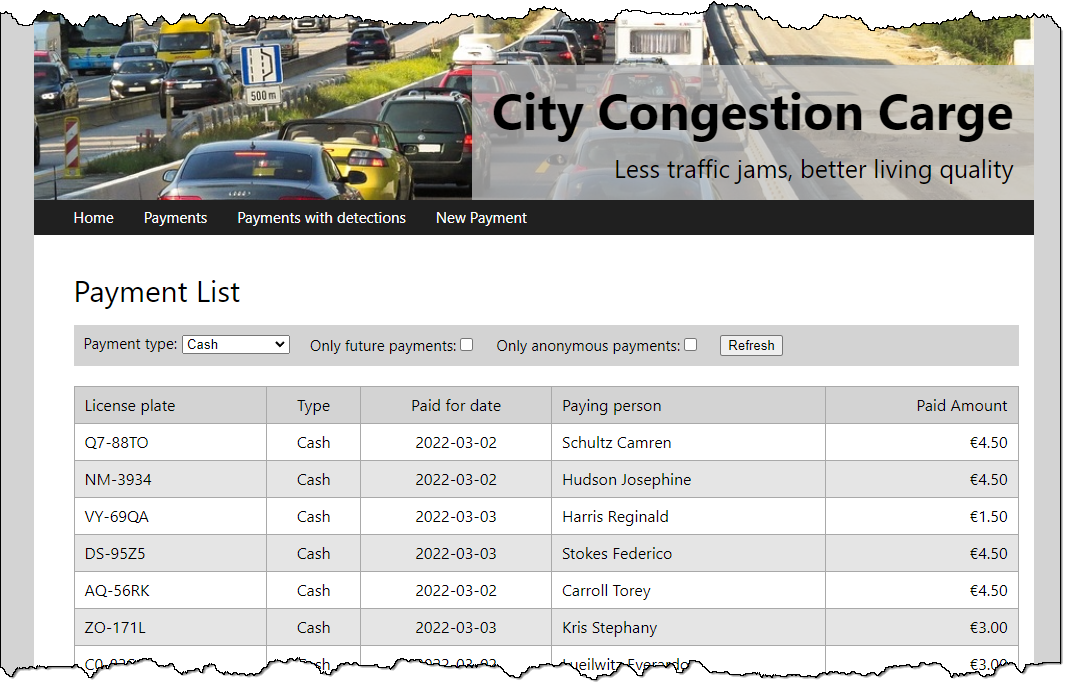 500 m
City Congestion Carge
Less traffic jams, better living quality
Home Payments Payments with detections New Payment
Payment List
Payment type: Cash Only future payments: Only anonymous payments: Refresh
License plate Type Paid for date Paying person Paid Amount
Q7-88TO Cash 2022-03-02 Schultz Camren €4.50
NM-3934 Cash 2022-03-02 Hudson Josephine €4.50
VY-69QA Cash 2022-03-03 Harris Reginald €1.50
DS-95Z5 Cash 2022-03-03 Stokes Federico €4.50
AQ-56RK Cash 2022-03-02 Carroll Torey €4.50
ZO-171L Cash 2022-03-03 Kris Stephany €3.00
Cash €3.00